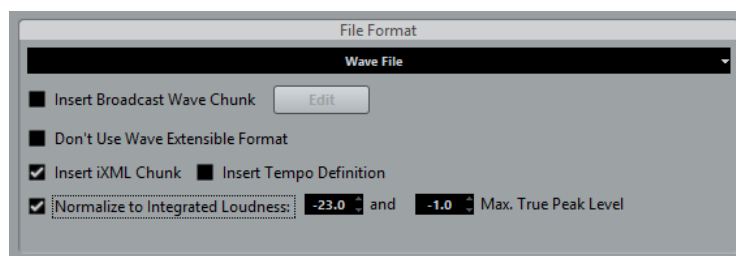 File Format
Wave File
Insert Broadcast Wave Chunk Edit
Don't Use Wave Extensible Format
Insert iXML Chunk Insert Tempo Definition
Normalize to Integrated Loudness: -23.0 and -1.0 Max. True Peak Level